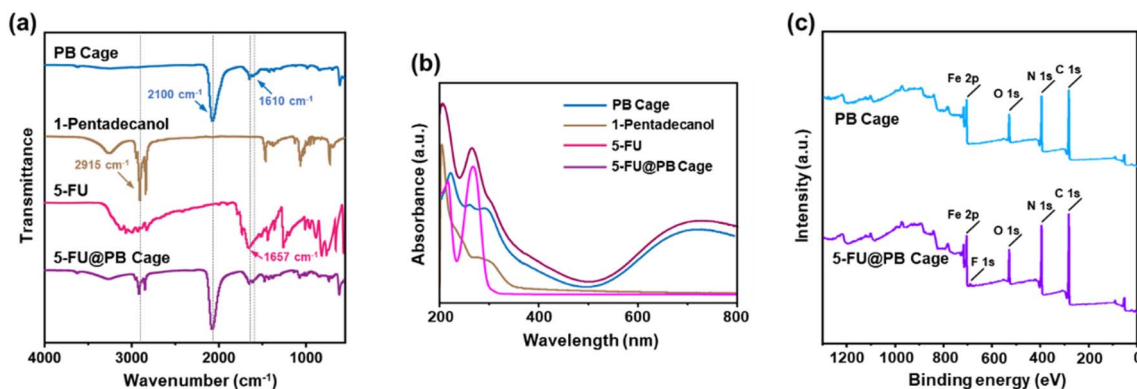 (a)
PB Cage
2100 cm⁻¹
1610 cm⁻¹
1-Pentadecanol
2915 cm⁻¹
5-FU
1657 cm⁻¹
5-FU@PB Cage
Transmittance
4000 3000 2000 1000
Wavenumber (cm⁻¹)
(b)
PB Cage
1-Pentadecanol
5-FU
5-FU@PB Cage
Absorbance (a.u.)
200 400 600 800
Wavelength (nm)
(c)
Fe 2p
O 1s
N 1s
C 1s
PB Cage
Fe 2p
F 1s
O 1s
N 1s
C 1s
5-FU@PB Cage
Intensity (a.u.)
1200 1000 800 600 400 200 0
Binding energy (eV)